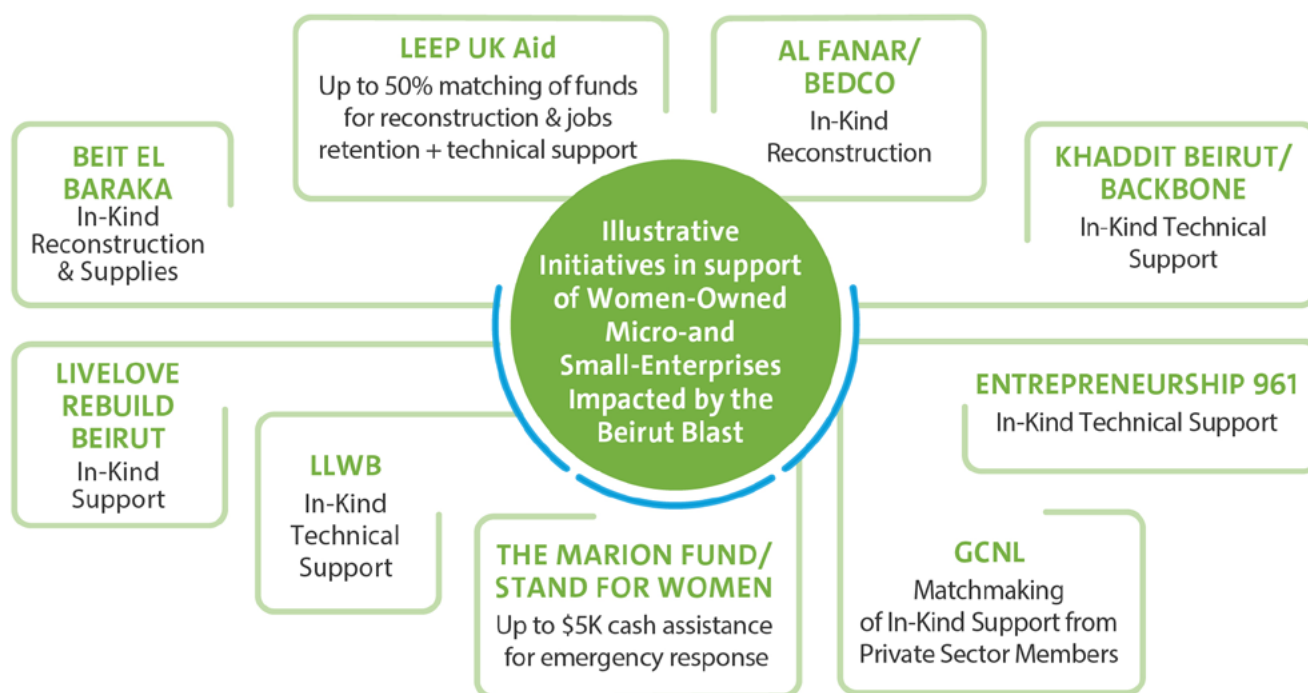 LEEP UK Aid
Up to 50% matching of funds
for reconstruction & jobs
retention + technical support
AL FANAR/
BEDCO
In-Kind
Reconstruction
BEIT EL
BARAKA
In-Kind
Reconstruction
& Supplies
KHADDIT BEIRUT/
BACKBONE
In-Kind Technical
Support
Illustrative
Initiatives in support
of Women-Owned
Micro-and
Small-Enterprises
Impacted by the
Beirut Blast
LIVELOVE
REBUILD
BEIRUT
In-Kind
Support
ENTREPRENEURSHIP 961
In-Kind Technical Support
LLWB
In-Kind
Technical
Support
THE MARION FUND/
STAND FOR WOMEN
Up to $5K cash assistance
for emergency response
GCNL
Matchmaking
of In-Kind Support from
Private Sector Members